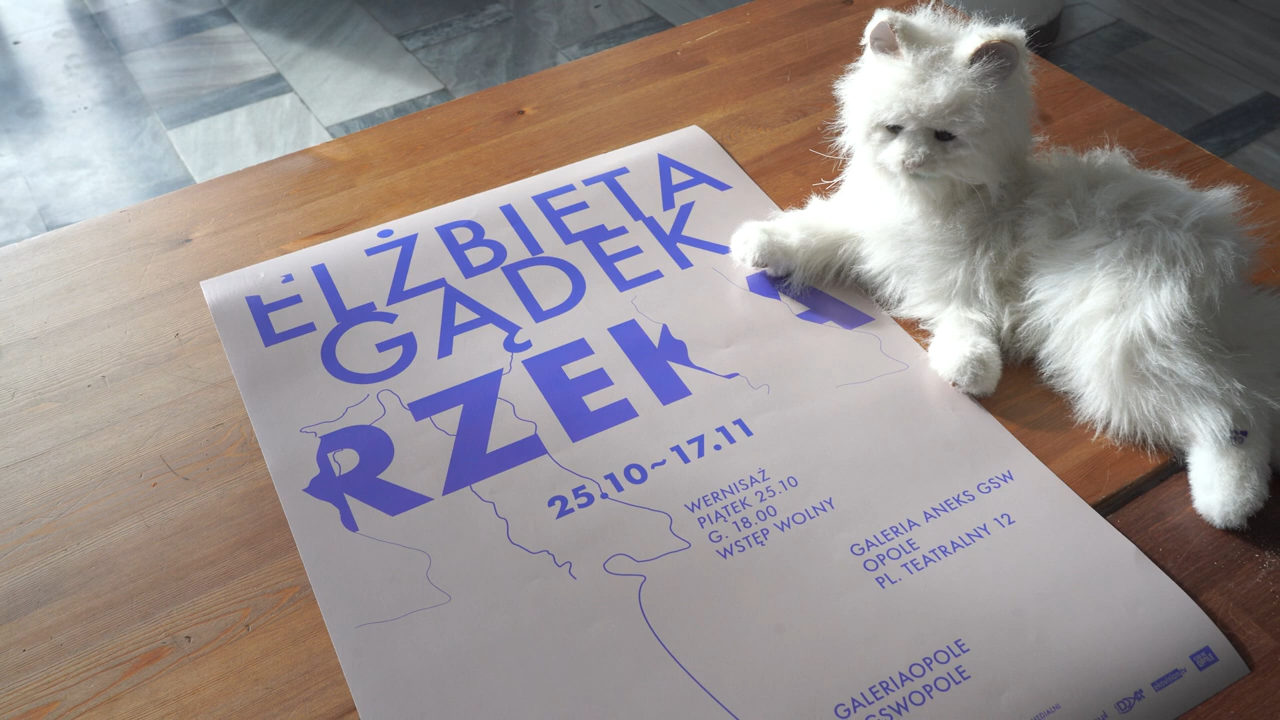 ELŻBIETA
GĄDEK
RZEK
25.10~17.11
WERNISAŻ
PIĄTEK 25.10
G. 18.00
WSTĘP WOLNY
GALERIA ANEKS GSW
OPOLE
PL. TEATRALNY 12
GALERIAOPOLE
GSWOPOLE